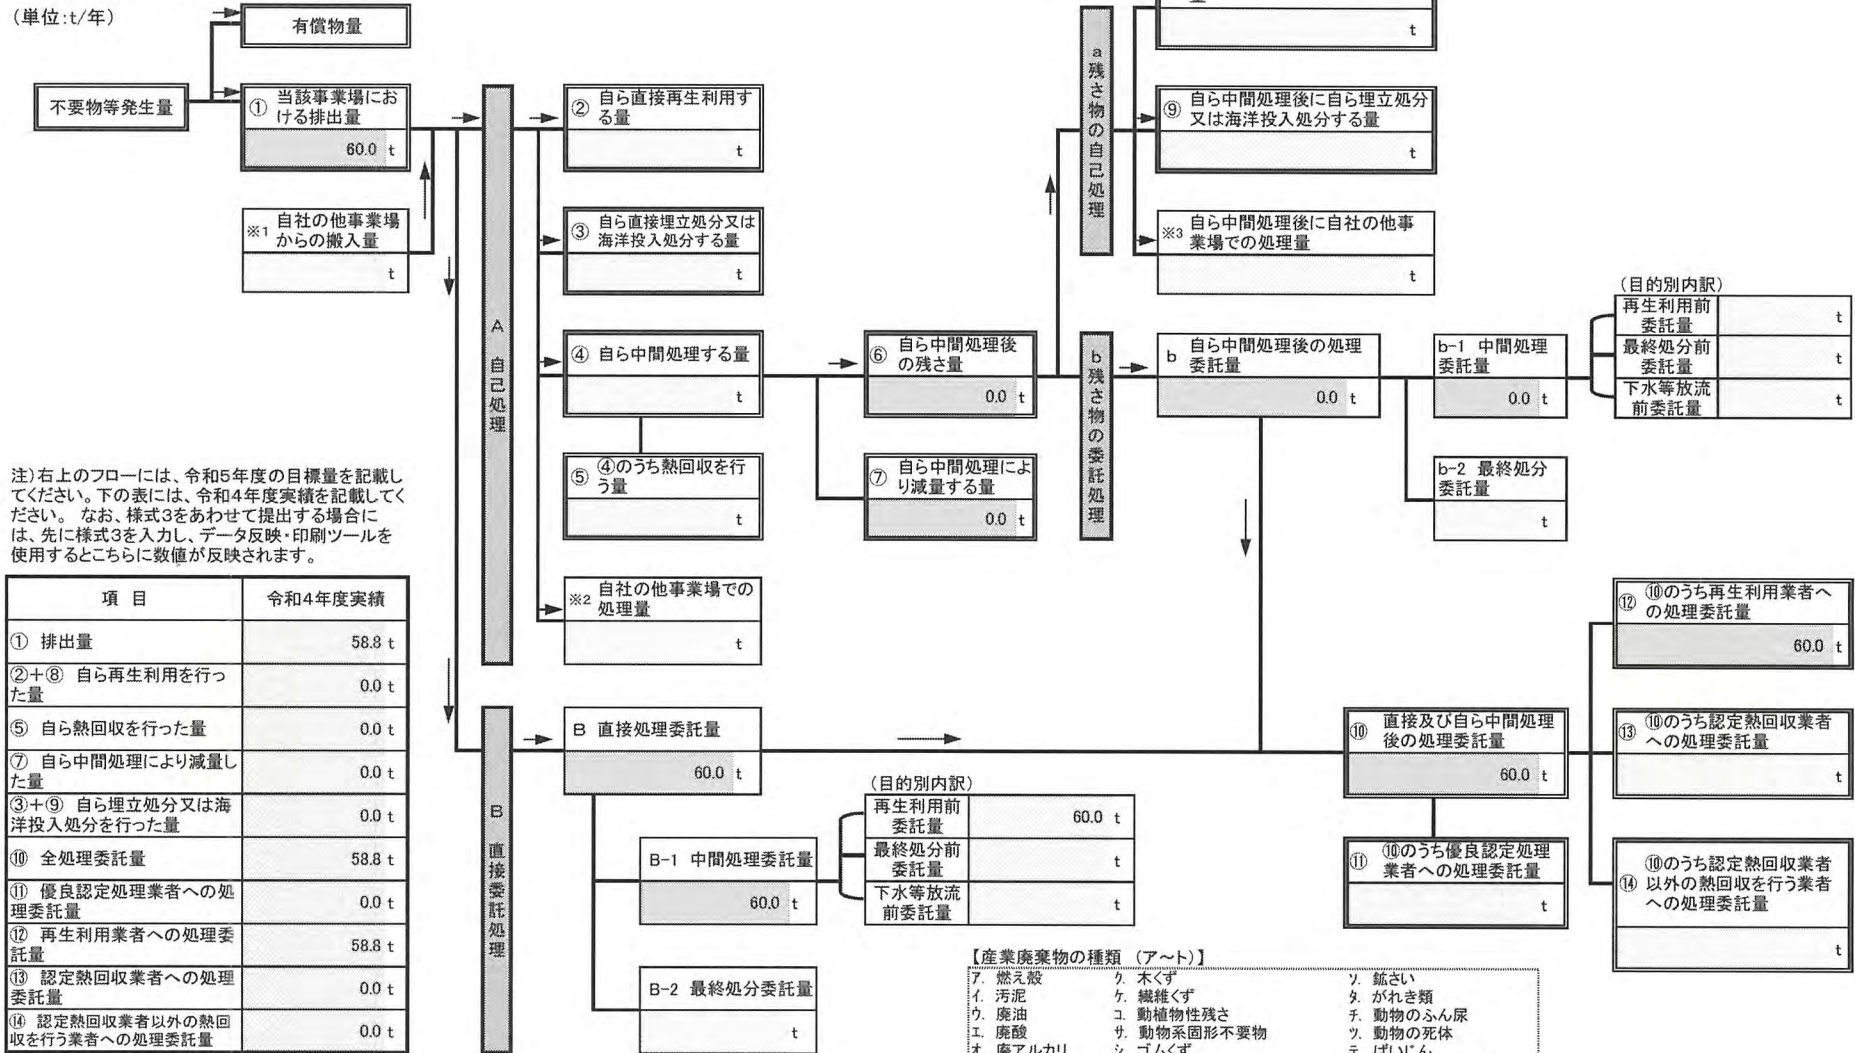 (単位:t/年)
有償物量
不要物等発生量
① 当該事業場にお
ける排出量
60.0 t
※1 自社の他事業場
からの搬入量
t
A 自己処理
② 自ら直接再生利用す
る量
t
③ 自ら直接埋立処分又は
海洋投入処分する量
t
④ 自ら中間処理する量
t
⑤ ④のうち熱回収を行
う量
t
※2 自社の他事業場での
処理量
t
⑥ 自ら中間処理後
の残さ量
0.0 t
⑦ 自ら中間処理によ
り減量する量
0.0 t
a 残さ物の自己処理
t
⑨ 自ら中間処理後に自ら埋立処分
又は海洋投入処分する量
t
※3 自ら中間処理後に自社の他事
業場での処理量
t
b 残さ物の委託処理
b 自ら中間処理後の処理
委託量
0.0 t
b-1 中間処理
委託量
0.0 t
(目的別内訳)
再生利用前
委託量
t
最終処分前
委託量
t
下水等放流
前委託量
t
b-2 最終処分
委託量
t
注)右上のフローには、令和5年度の目標量を記載し
てください。下の表には、令和4年度実績を記載してく
ださい。 なお、様式3をあわせて提出する場合に
は、先に様式3を入力し、データ反映・印刷ツールを
使用するとこちらに数値が反映されます。
項 目 令和4年度実績
① 排出量 58.8 t
②+⑧ 自ら再生利用を行っ
た量 0.0 t
⑤ 自ら熱回収を行った量 0.0 t
⑦ 自ら中間処理により減量し
た量 0.0 t
③+⑨ 自ら埋立処分又は海
洋投入処分を行った量 0.0 t
⑩ 全処理委託量 58.8 t
⑪ 優良認定処理業者への処
理委託量 0.0 t
⑫ 再生利用業者への処理委
託量 58.8 t
⑬ 認定熱回収業者への処理
委託量 0.0 t
⑭ 認定熱回収業者以外の熱回
収を行う業者への処理委託量 0.0 t
B 直接委託処理
B 直接処理委託量
60.0 t
B-1 中間処理委託量
60.0 t
(目的別内訳)
再生利用前
委託量
60.0 t
最終処分前
委託量
t
下水等放流
前委託量
t
B-2 最終処分委託量
t
⑩ 直接及び自ら中間処理
後の処理委託量
60.0 t
⑪ ⑩のうち優良認定処理
業者への処理委託量
t
⑫ ⑩のうち再生利用業者へ
の処理委託量
60.0 t
⑬ ⑩のうち認定熱回収業者
への処理委託量
t
⑭ ⑩のうち認定熱回収業者
以外の熱回収を行う業者
への処理委託量
t
【産業廃棄物の種類 (ア~ト)】
ア. 燃え殻 ク. 木くず ソ. 鉱さい
イ. 汚泥 ケ. 繊維くず タ. がれき類
ウ. 廃油 コ. 動植物性残さ チ. 動物のふん尿
エ. 廃酸 サ. 動物系固形不要物 ツ. 動物の死体
オ. 廃アルカリ シ. ゴムくず テ. ばいじん